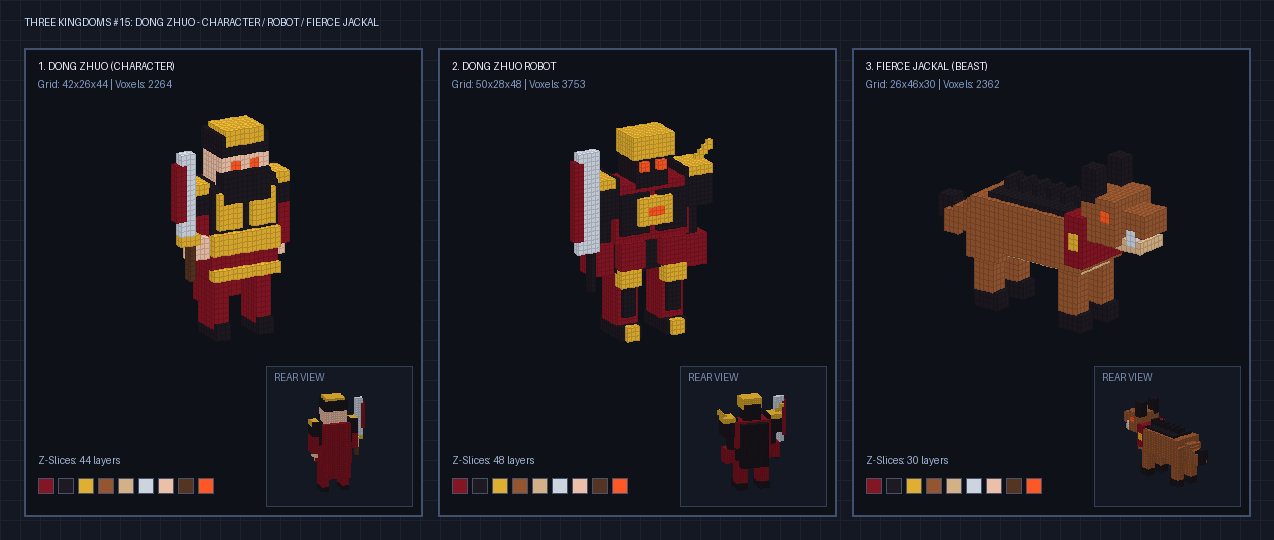 THREE KINGDOMS #15: DONG ZHUO - CHARACTER / ROBOT / FIERCE JACKAL
1. DONG ZHUO (CHARACTER)
Grid: 42x26x44 | Voxels: 2264
REAR VIEW
Z-Slices: 44 layers
2. DONG ZHUO ROBOT
Grid: 50x28x48 | Voxels: 3753
REAR VIEW
Z-Slices: 48 layers
3. FIERCE JACKAL (BEAST)
Grid: 26x46x30 | Voxels: 2362
REAR VIEW
Z-Slices: 30 layers